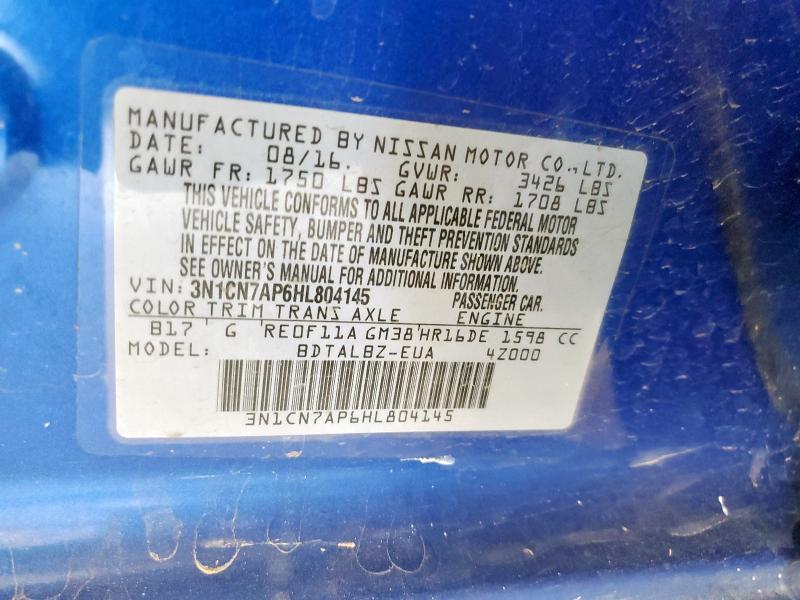 MANUFACTURED BY NISSAN MOTOR CO., LTD.
DATE: 08/16. GVWR: 3426 LBS
GAWR FR: 1750 LBS GAWR RR: 1708 LBS
THIS VEHICLE CONFORMS TO ALL APPLICABLE FEDERAL MOTOR
VEHICLE SAFETY, BUMPER AND THEFT PREVENTION STANDARDS
IN EFFECT ON THE DATE OF MANUFACTURE SHOWN ABOVE.
SEE OWNER'S MANUAL FOR ADDITIONAL INFORMATION.
VIN: 3N1CN7AP6HL804145 PASSENGER CAR.
COLOR TRIM TRANS AXLE ENGINE
B17 G RE0F11A GM38 HR16DE 1598 CC
MODEL: BDTALBZ-EUA 4Z000
3N1CN7AP6HL804145